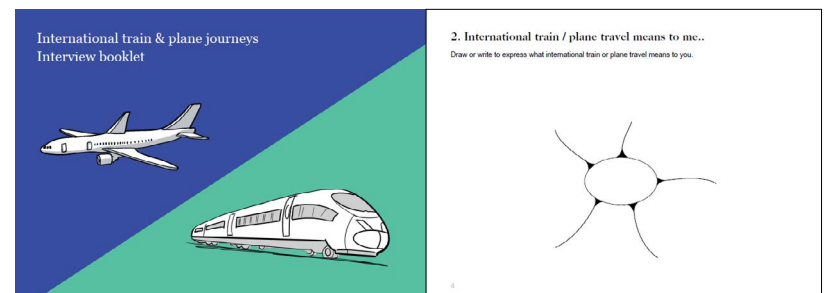 International train & plane journeys
Interview booklet
2. International train / plane travel means to me..
Draw or write to express what international train or plane travel means to you.